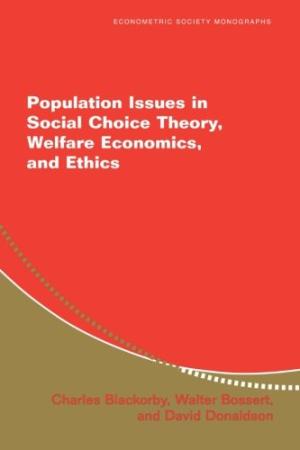 ECONOMETRIC SOCIETY MONOGRAPHS
Population Issues in
Social Choice Theory,
Welfare Economics,
and Ethics
Charles Blackorby, Walter Bossert,
and David Donaldson